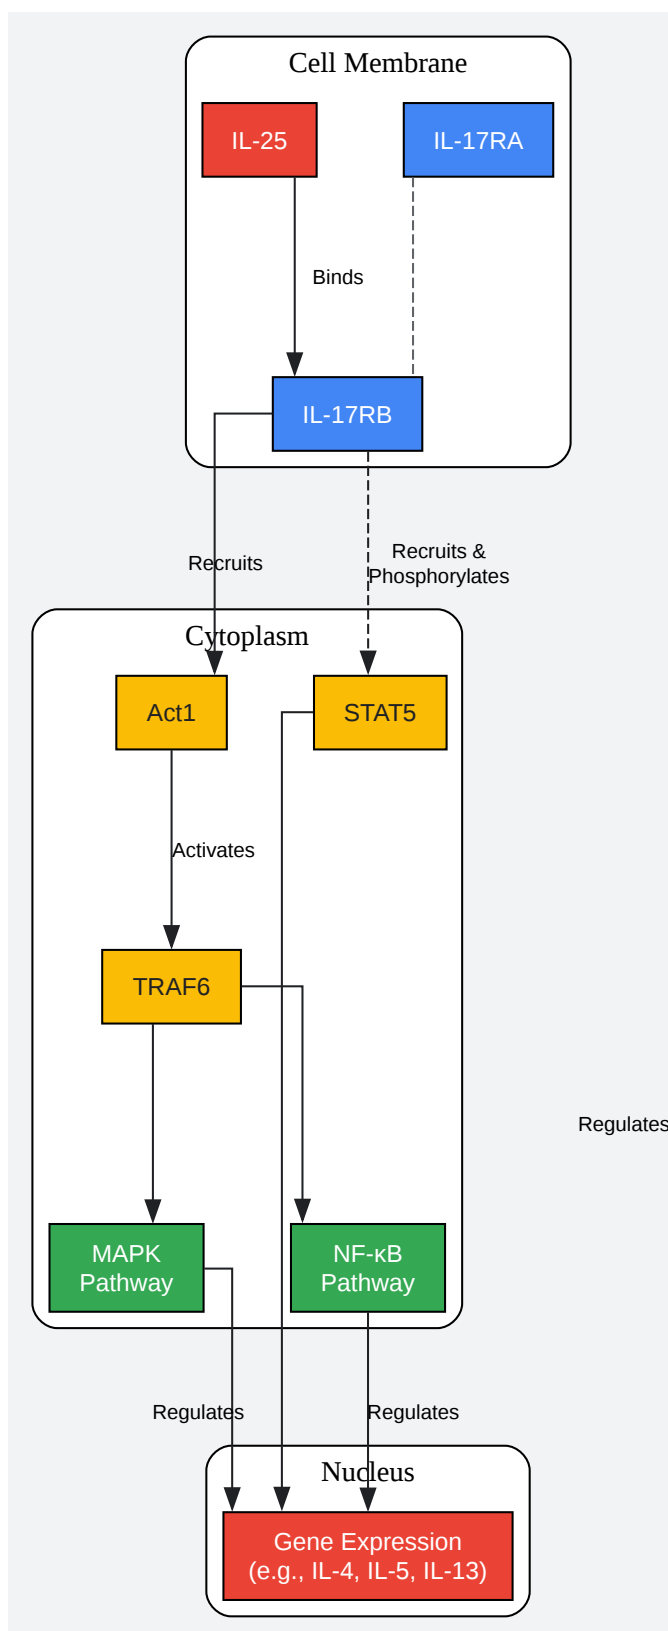 Cell Membrane
IL-25
IL-17RA
Binds
IL-17RB
Recruits
Recruits &
Phosphorylates
Cytoplasm
Act1
STAT5
Activates
TRAF6
Regulates
MAPK
Pathway
NF-κB
Pathway
Regulates
Regulates
Nucleus
Gene Expression
(e.g., IL-4, IL-5, IL-13)